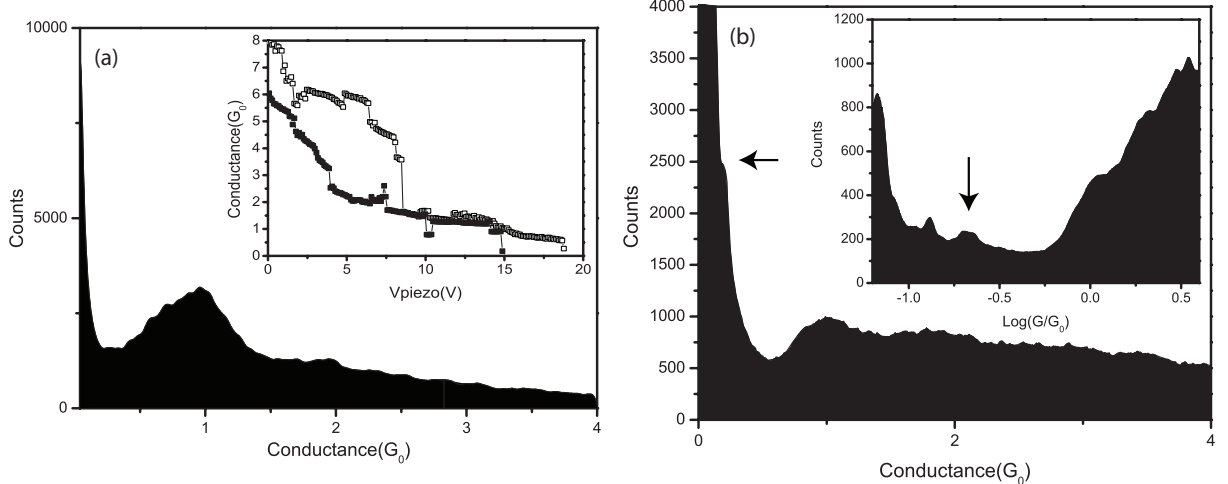 (a)
10000
5000
0
Counts
1 2 3 4
Conductance(G0)
8
7
6
5
4
3
2
1
0
Conductance(G0)
0 5 10 15 20
Vpiezo(V)
(b)
4000
3500
3000
2500
2000
1500
1000
500
0
Counts
0 2 4
Conductance(G0)
1200
1000
800
600
400
200
0
Counts
-1.0 -0.5 0.0 0.5
Log(G/G0)